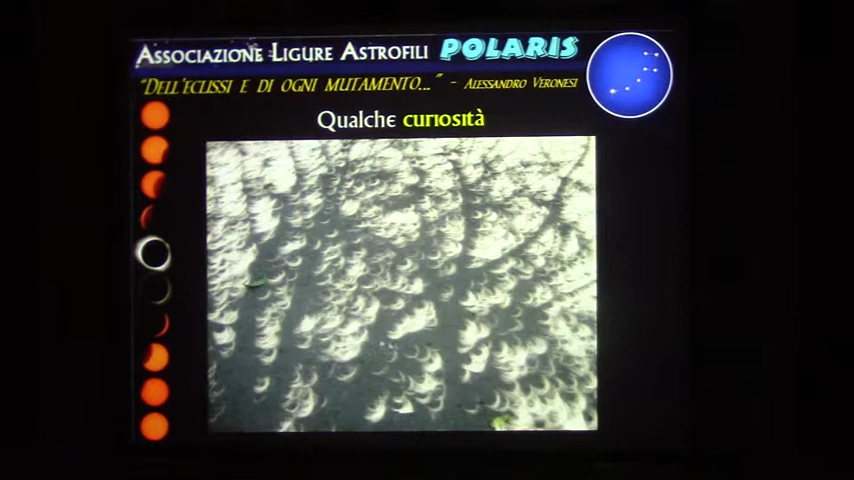 ASSOCIAZIONE LIGURE ASTROFILI POLARIS
"DELL'ECLISSI E DI OGNI MUTAMENTO..." - ALESSANDRO VERONESI
Qualche curiosità